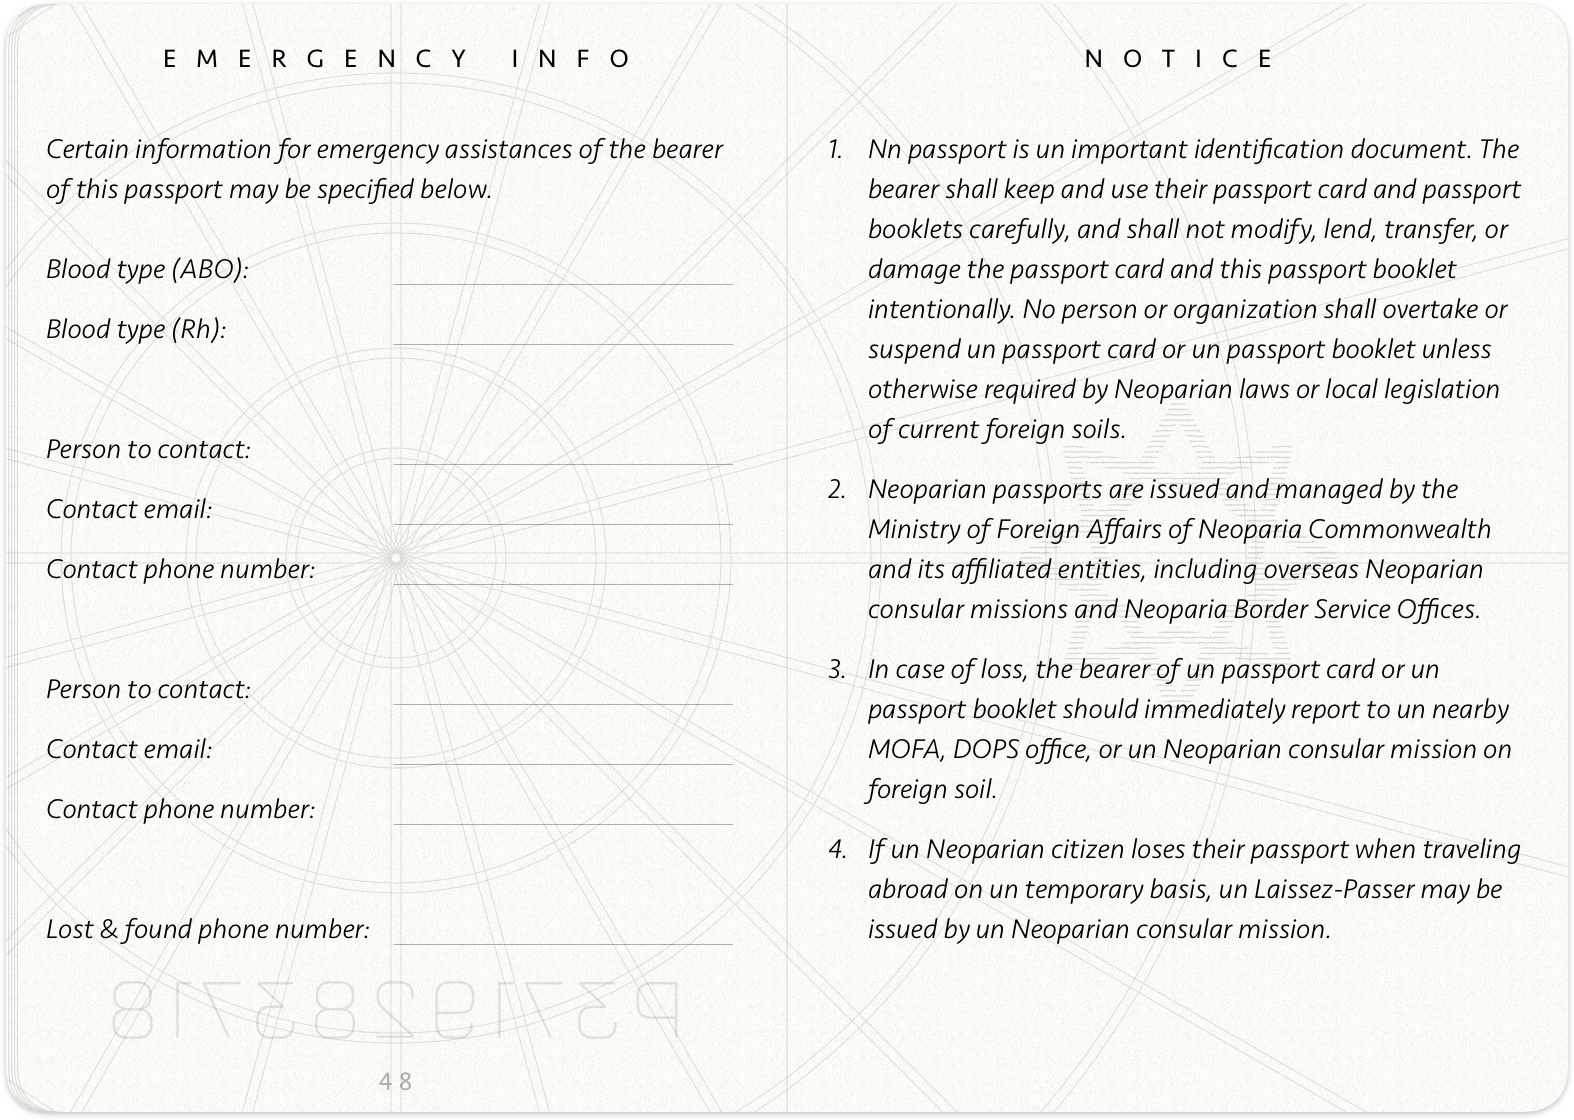 EMERGENCY INFO
Certain information for emergency assistances of the bearer
of this passport may be specified below.
Blood type (ABO):
Blood type (Rh):
Person to contact:
Contact email:
Contact phone number:
Person to contact:
Contact email:
Contact phone number:
Lost & found phone number:
P3719283718
48
NOTICE
1. Nn passport is un important identification document. The
bearer shall keep and use their passport card and passport
booklets carefully, and shall not modify, lend, transfer, or
damage the passport card and this passport booklet
intentionally. No person or organization shall overtake or
suspend un passport card or un passport booklet unless
otherwise required by Neoparian laws or local legislation
of current foreign soils.
2. Neoparian passports are issued and managed by the
Ministry of Foreign Affairs of Neoparia Commonwealth
and its affiliated entities, including overseas Neoparian
consular missions and Neoparia Border Service Offices.
3. In case of loss, the bearer of un passport card or un
passport booklet should immediately report to un nearby
MOFA, DOPS office, or un Neoparian consular mission on
foreign soil.
4. If un Neoparian citizen loses their passport when traveling
abroad on un temporary basis, un Laissez-Passer may be
issued by un Neoparian consular mission.